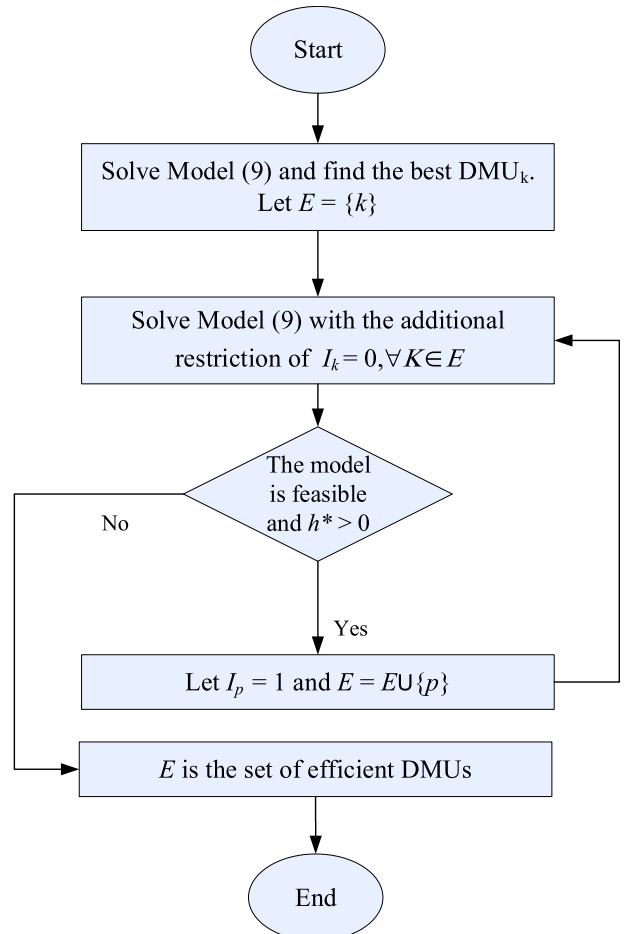 Start
Solve Model (9) and find the best DMUₖ.
Let E = {k}
Solve Model (9) with the additional
restriction of Iₖ = 0,∀K∈E
The model
is feasible
and h* > 0
No
Yes
Let Iₚ = 1 and E = E∪{p}
E is the set of efficient DMUs
End